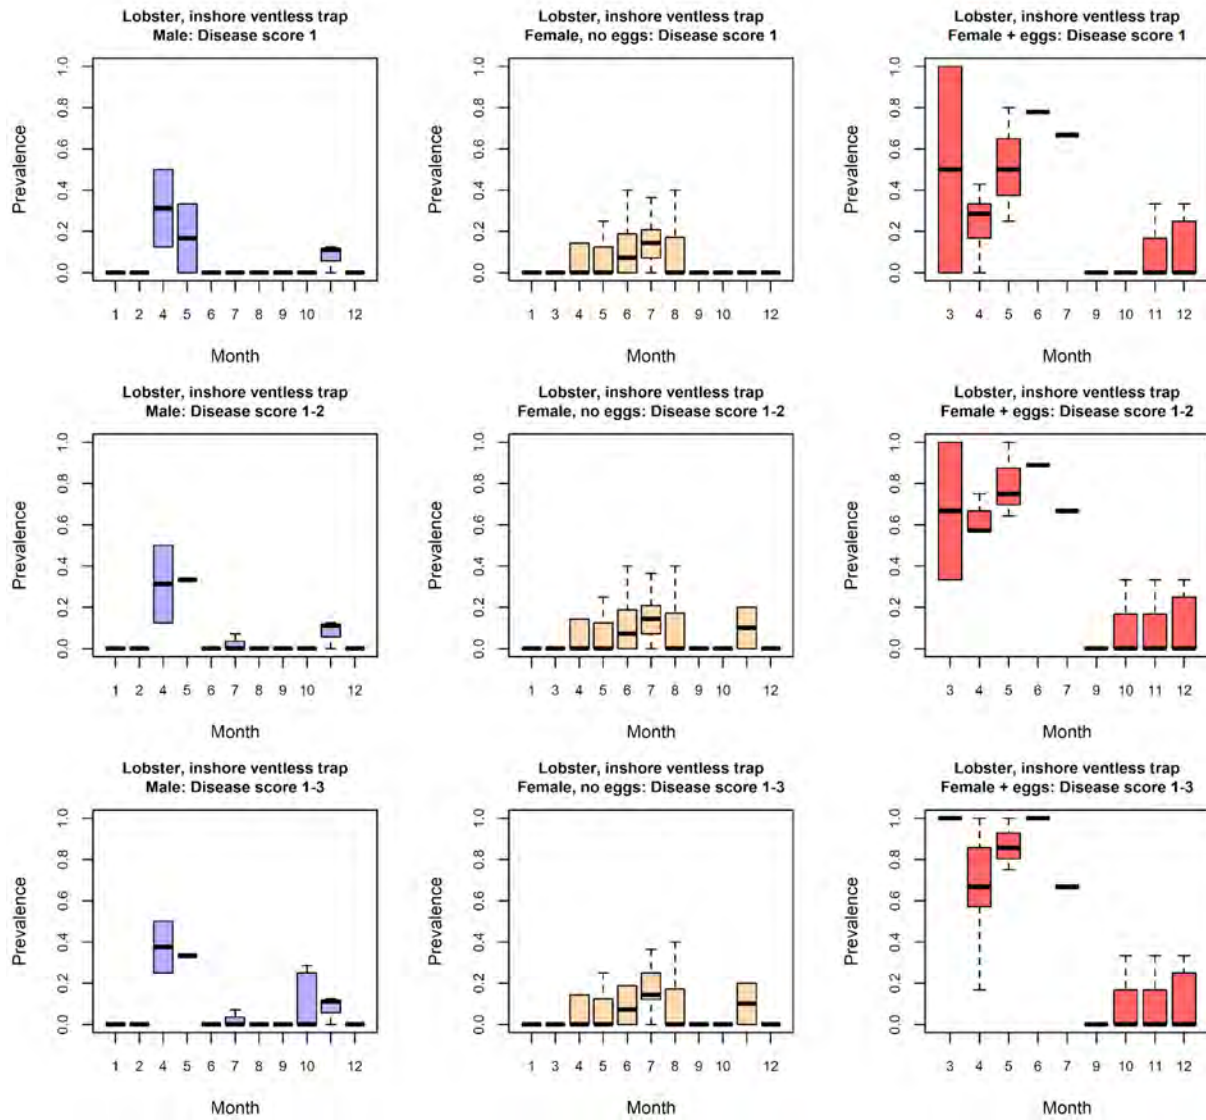 Lobster, inshore ventless trap
Male: Disease score 1
Prevalence
0.0 0.2 0.4 0.6 0.8 1.0
1 2 4 5 6 7 8 9 10 12
Month
Lobster, inshore ventless trap
Female, no eggs: Disease score 1
Prevalence
0.0 0.2 0.4 0.6 0.8 1.0
1 3 4 5 6 7 8 9 10 12
Month
Lobster, inshore ventless trap
Female + eggs: Disease score 1
Prevalence
0.0 0.2 0.4 0.6 0.8 1.0
3 4 5 6 7 9 10 11 12
Month
Lobster, inshore ventless trap
Male: Disease score 1-2
Prevalence
0.0 0.2 0.4 0.6 0.8 1.0
1 2 4 5 6 7 8 9 10 12
Month
Lobster, inshore ventless trap
Female, no eggs: Disease score 1-2
Prevalence
0.0 0.2 0.4 0.6 0.8 1.0
1 3 4 5 6 7 8 9 10 12
Month
Lobster, inshore ventless trap
Female + eggs: Disease score 1-2
Prevalence
0.0 0.2 0.4 0.6 0.8 1.0
3 4 5 6 7 9 10 11 12
Month
Lobster, inshore ventless trap
Male: Disease score 1-3
Prevalence
0.0 0.2 0.4 0.6 0.8 1.0
1 2 4 5 6 7 8 9 10 12
Month
Lobster, inshore ventless trap
Female, no eggs: Disease score 1-3
Prevalence
0.0 0.2 0.4 0.6 0.8 1.0
1 3 4 5 6 7 8 9 10 12
Month
Lobster, inshore ventless trap
Female + eggs: Disease score 1-3
Prevalence
0.0 0.2 0.4 0.6 0.8 1.0
3 4 5 6 7 9 10 11 12
Month